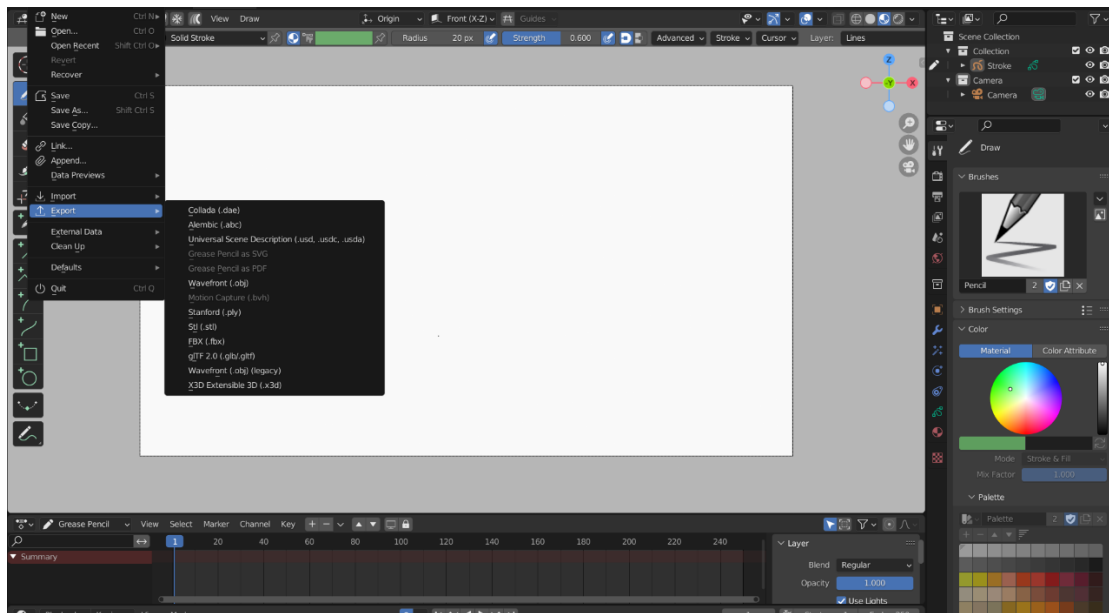 New Ctrl N
Open... Ctrl O
Open Recent Shift Ctrl O
Revert
Recover
Save Ctrl S
Save As... Shift Ctrl S
Save Copy...
Link...
Append...
Data Previews
Import
Export
External Data
Clean Up
Defaults
Quit Ctrl Q
Collada (.dae)
Alembic (.abc)
Universal Scene Description (.usd, .usdc, .usda)
Grease Pencil as SVG
Grease Pencil as PDF
Wavefront (.obj)
Motion Capture (.bvh)
Stanford (.ply)
Stl (.stl)
FBX (.fbx)
glTF 2.0 (.glb/.gltf)
Wavefront (.obj) (legacy)
X3D Extensible 3D (.x3d)
View Draw Origin Front (X-Z) Guides
Solid Stroke Radius 20 px Strength 0.600 Advanced Stroke Cursor Layer: Lines
Z
Y X
Scene Collection
Collection
Stroke
Camera
Camera
Draw
Brushes
Pencil 2
Brush Settings
Color
Material Color Attribute
Mode Stroke & Fill
Mix Factor 1.000
Palette
Palette 2
Grease Pencil View Select Marker Channel Key
1 20 40 60 80 100 120 140 160 180 200 220 240
Summary
Layer
Blend Regular
Opacity 1.000
Use Lights